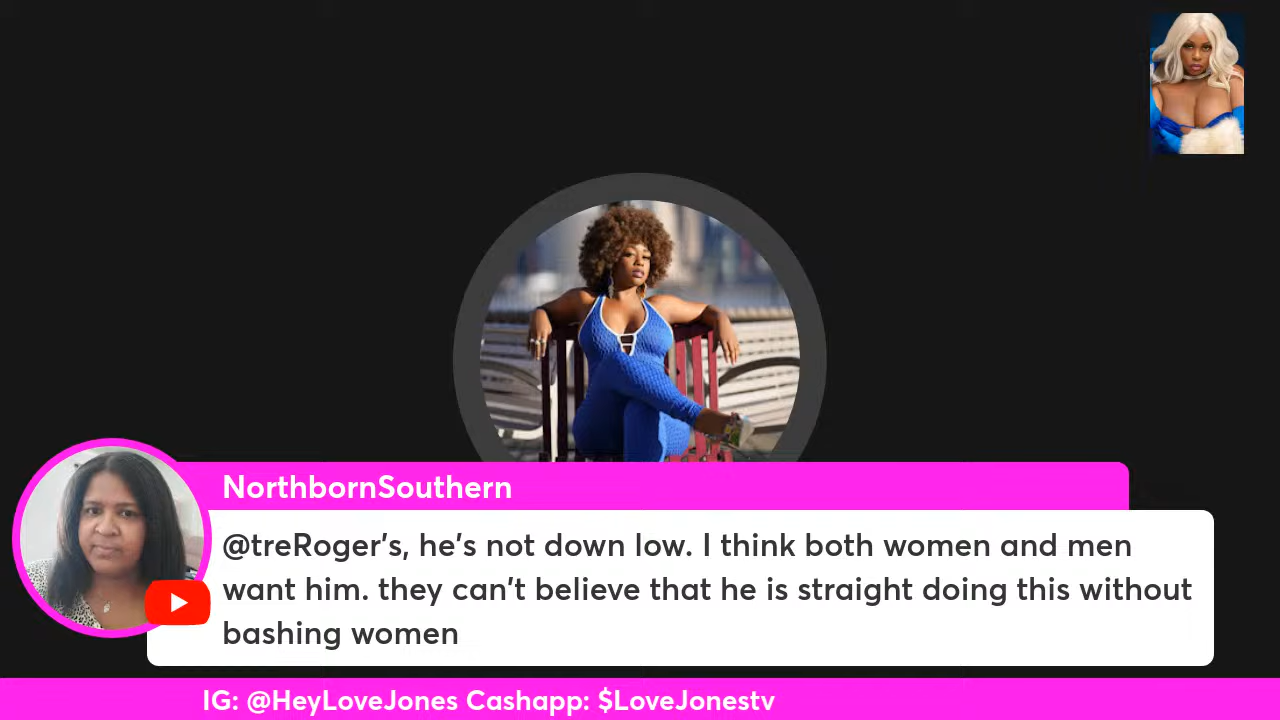 NorthbornSouthern
@treRoger’s, he’s not down low. I think both women and men
want him. they can’t believe that he is straight doing this without
bashing women
IG: @HeyLoveJones Cashapp: $LoveJonestv